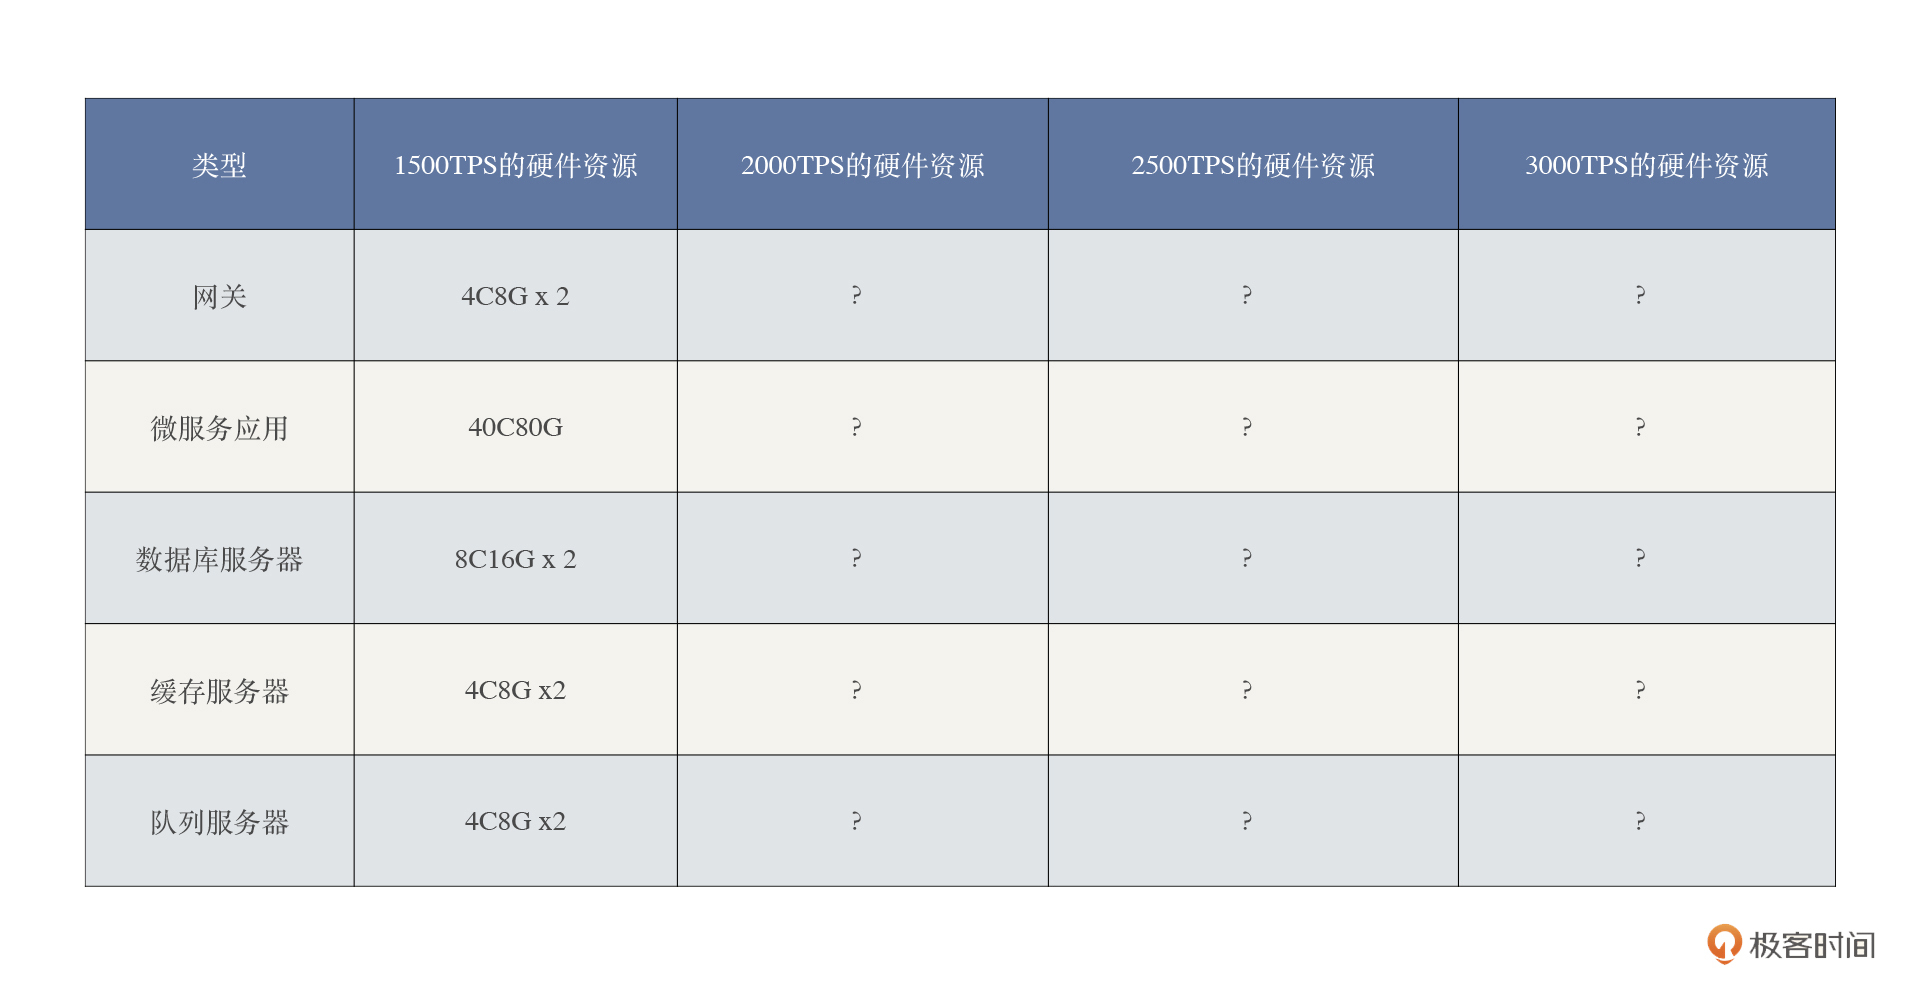 类型 1500TPS的硬件资源 2000TPS的硬件资源 2500TPS的硬件资源 3000TPS的硬件资源
网关 4C8G x 2 ? ? ?
微服务应用 40C80G ? ? ?
数据库服务器 8C16G x 2 ? ? ?
缓存服务器 4C8G x2 ? ? ?
队列服务器 4C8G x2 ? ? ?
极客时间